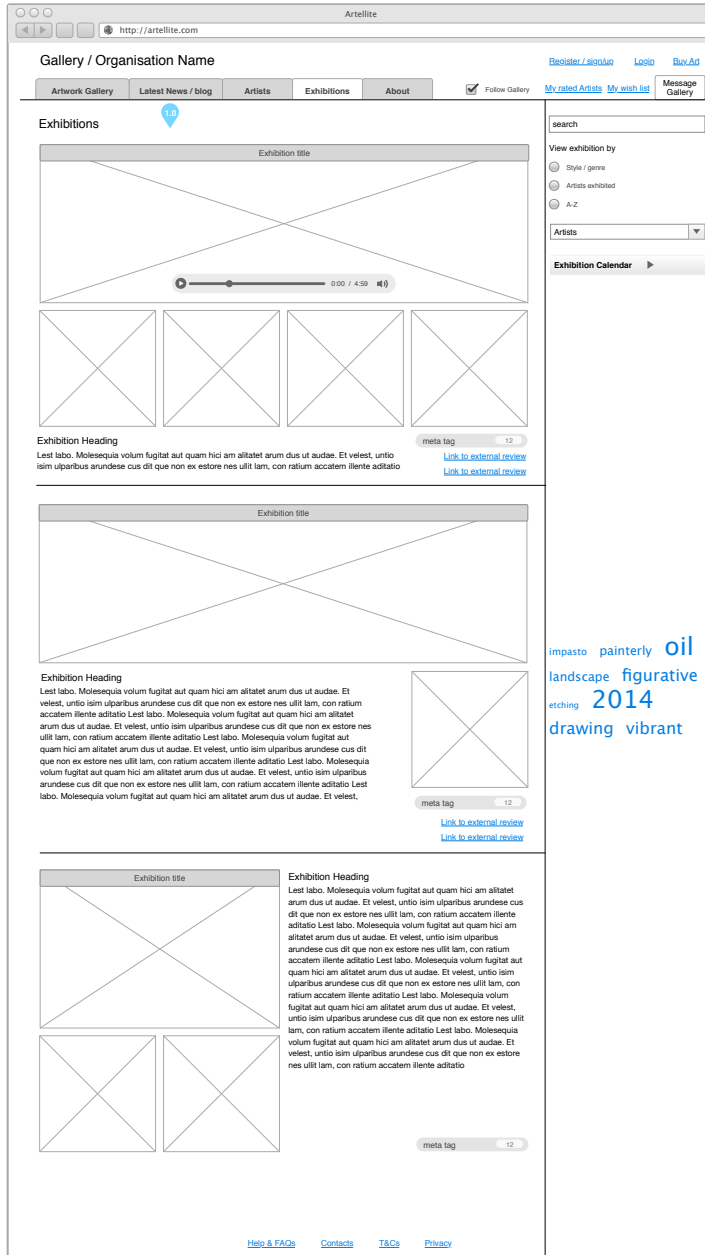 Artellite
http://artellite.com
Gallery / Organisation Name
Register / sign/up Login Buy Art
Artwork Gallery Latest News / blog Artists Exhibitions About
Follow Gallery
My rated Artists My wish list
Message
Gallery
Exhibitions
1.0
search
View exhibition by
Style / genre
Artists exhibited
A-Z
Artists
Exhibition Calendar
Exhibition title
0:00 / 4:59
Exhibition Heading
Lest labo. Molesequia volum fugitat aut quam hici am alitatet arum dus ut audae. Et velest, untio
isim ulparibus arundese cus dit que non ex estore nes ullit lam, con ratium accatem illente aditatio
meta tag 12
Link to external review
Link to external review
Exhibition title
Exhibition Heading
Lest labo. Molesequia volum fugitat aut quam hici am alitatet arum dus ut audae. Et
velest, untio isim ulparibus arundese cus dit que non ex estore nes ullit lam, con ratium
accatem illente aditatio Lest labo. Molesequia volum fugitat aut quam hici am alitatet
arum dus ut audae. Et velest, untio isim ulparibus arundese cus dit que non ex estore nes
ullit lam, con ratium accatem illente aditatio Lest labo. Molesequia volum fugitat aut
quam hici am alitatet arum dus ut audae. Et velest, untio isim ulparibus arundese cus dit
que non ex estore nes ullit lam, con ratium accatem illente aditatio Lest labo. Molesequia
volum fugitat aut quam hici am alitatet arum dus ut audae. Et velest, untio isim ulparibus
arundese cus dit que non ex estore nes ullit lam, con ratium accatem illente aditatio Lest
labo. Molesequia volum fugitat aut quam hici am alitatet arum dus ut audae. Et velest,
meta tag 12
Link to external review
Link to external review
impasto painterly oil
landscape figurative
etching 2014
drawing vibrant
Exhibition title
Exhibition Heading
Lest labo. Molesequia volum fugitat aut quam hici am alitatet
arum dus ut audae. Et velest, untio isim ulparibus arundese cus
dit que non ex estore nes ullit lam, con ratium accatem illente
aditatio Lest labo. Molesequia volum fugitat aut quam hici am
alitatet arum dus ut audae. Et velest, untio isim ulparibus
arundese cus dit que non ex estore nes ullit lam, con ratium
accatem illente aditatio Lest labo. Molesequia volum fugitat aut
quam hici am alitatet arum dus ut audae. Et velest, untio isim
ulparibus arundese cus dit que non ex estore nes ullit lam, con
ratium accatem illente aditatio Lest labo. Molesequia volum
fugitat aut quam hici am alitatet arum dus ut audae. Et velest,
untio isim ulparibus arundese cus dit que non ex estore nes ullit
lam, con ratium accatem illente aditatio Lest labo. Molesequia
volum fugitat aut quam hici am alitatet arum dus ut audae. Et
velest, untio isim ulparibus arundese cus dit que non ex estore
nes ullit lam, con ratium accatem illente aditatio
meta tag 12
Help & FAQs Contacts T&Cs Privacy